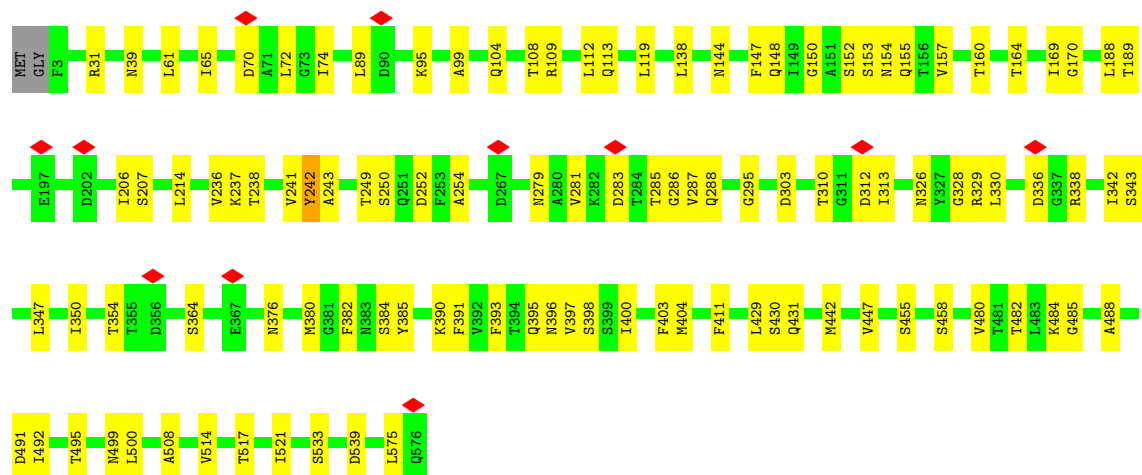 MET GLY F3 R31 N39 L61 I65 D70 A71 L72 G73 I74 L89 D90 K95 A99 Q104 T108 R109 L112 Q113 L119 L138 N144 F147 Q148 I149 G150 A151 S152 S153 N154 Q155 T156 V157 T160 T164 I169 G170 L188 T189
E197 D202 I206 S207 L214 V236 K237 T238 V241 Y242 A243 T249 S250 Q251 D252 F253 A254 D267 N279 A280 V281 K282 D283 T284 T285 G286 V287 Q288 G295 D303 T310 G311 D312 I313 N326 Y327 G328 R329 L330 D336 G337 R338 I342 S343
L347 I350 T354 T355 D356 S364 E367 N376 M380 G381 F382 N383 S384 Y385 K390 F391 V392 F393 T394 Q395 N396 V397 S398 S399 I400 F403 M404 F411 L429 S430 Q431 M442 V447 S455 S458 V480 T481 T482 L483 K484 G485 A488
D491 I492 T495 N499 L500 A508 V514 T517 I521 S533 D539 L575 Q576